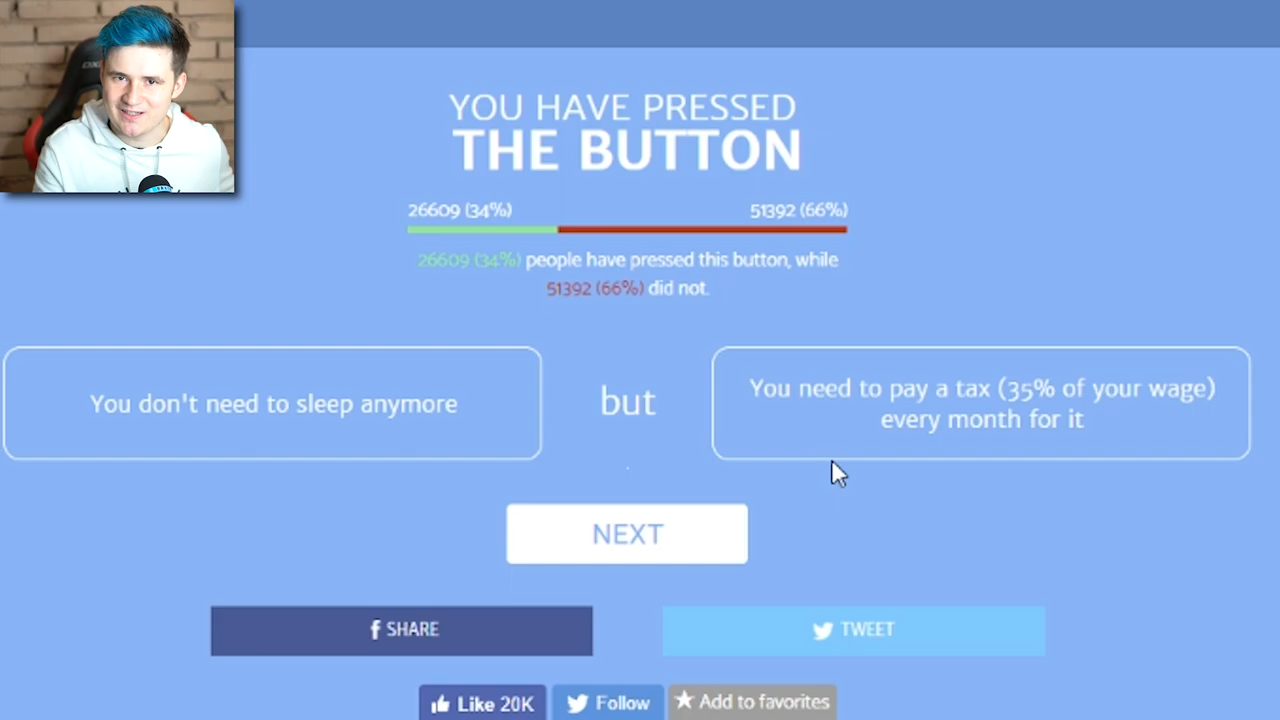 YOU HAVE PRESSED
THE BUTTON
26609 (34%)
51392 (66%)
26609 (34%) people have pressed this button, while
51392 (66%) did not.
You don't need to sleep anymore
but
You need to pay a tax (35% of your wage)
every month for it
NEXT
SHARE
TWEET
Like 20K
Follow
Add to favorites